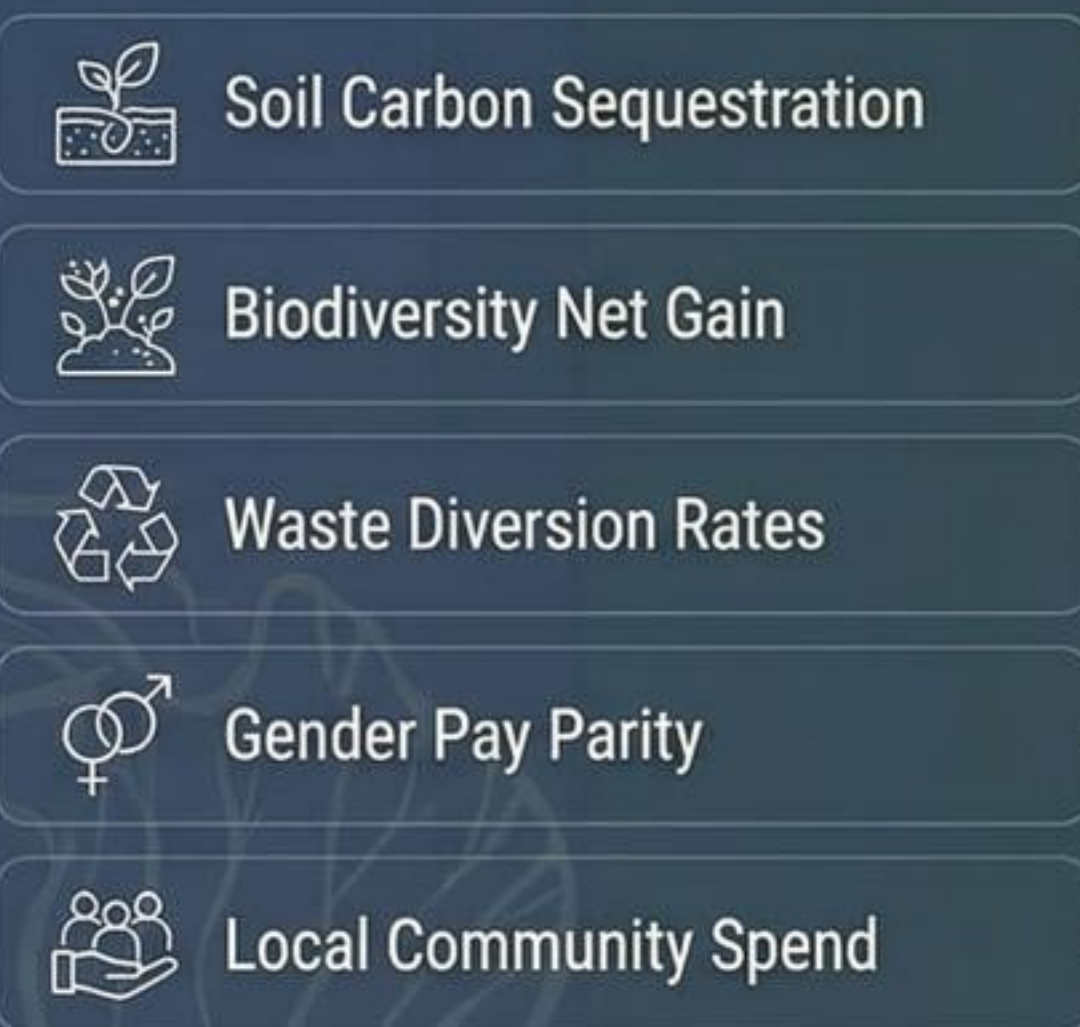 Soil Carbon Sequestration
Biodiversity Net Gain
Waste Diversion Rates
Gender Pay Parity
Local Community Spend